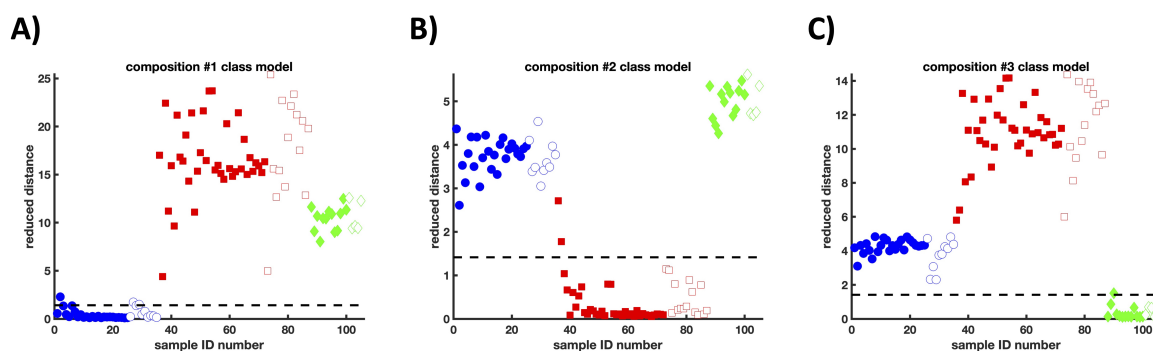 A)
B)
C)
composition #1 class model
composition #2 class model
composition #3 class model
reduced distance
25
20
15
10
5
0
0 20 40 60 80 100
sample ID number
reduced distance
5
4
3
2
1
0
0 20 40 60 80 100
sample ID number
reduced distance
14
12
10
8
6
4
2
0
0 20 40 60 80 100
sample ID number